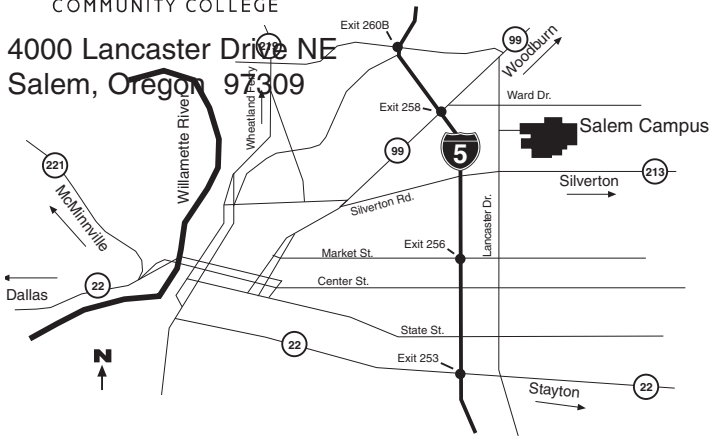 COMMUNITY COLLEGE
4000 Lancaster Drive NE
Salem, Oregon 97309
Exit 260B
99
Woodburn
219
Wheatland Ferry
Willamette River
Exit 258
Ward Dr.
Salem Campus
99
5
221
McMinnville
213
Silverton
Silverton Rd.
Lancaster Dr.
Exit 256
Market St.
Center St.
22
Dallas
State St.
22
Exit 253
N
Stayton
22